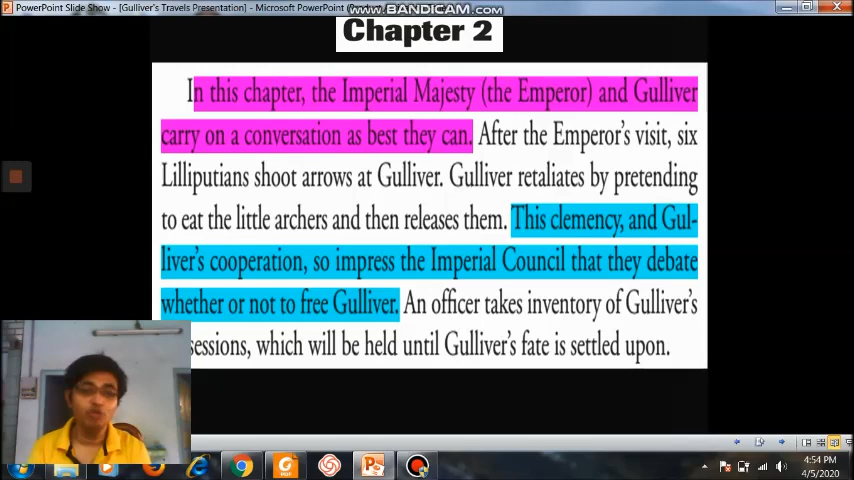 PowerPoint Slide Show - [Gulliver's Travels Presentation] - Microsoft PowerPoint (
www.BANDICAM.com
Chapter 2
In this chapter, the Imperial Majesty (the Emperor) and Gulliver
carry on a conversation as best they can. After the Emperor's visit, six
Lilliputians shoot arrows at Gulliver. Gulliver retaliates by pretending
to eat the little archers and then releases them. This clemency, and Gul-
liver's cooperation, so impress the Imperial Council that they debate
whether or not to free Gulliver. An officer takes inventory of Gulliver's
sessions, which will be held until Gulliver's fate is settled upon.
4:54 PM
4/5/2020